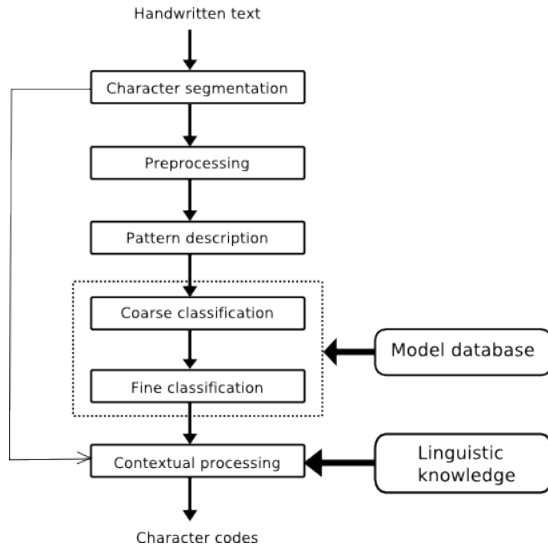 Handwritten text
Character segmentation
Preprocessing
Pattern description
Coarse classification
Model database
Fine classification
Contextual processing
Linguistic
knowledge
Character codes